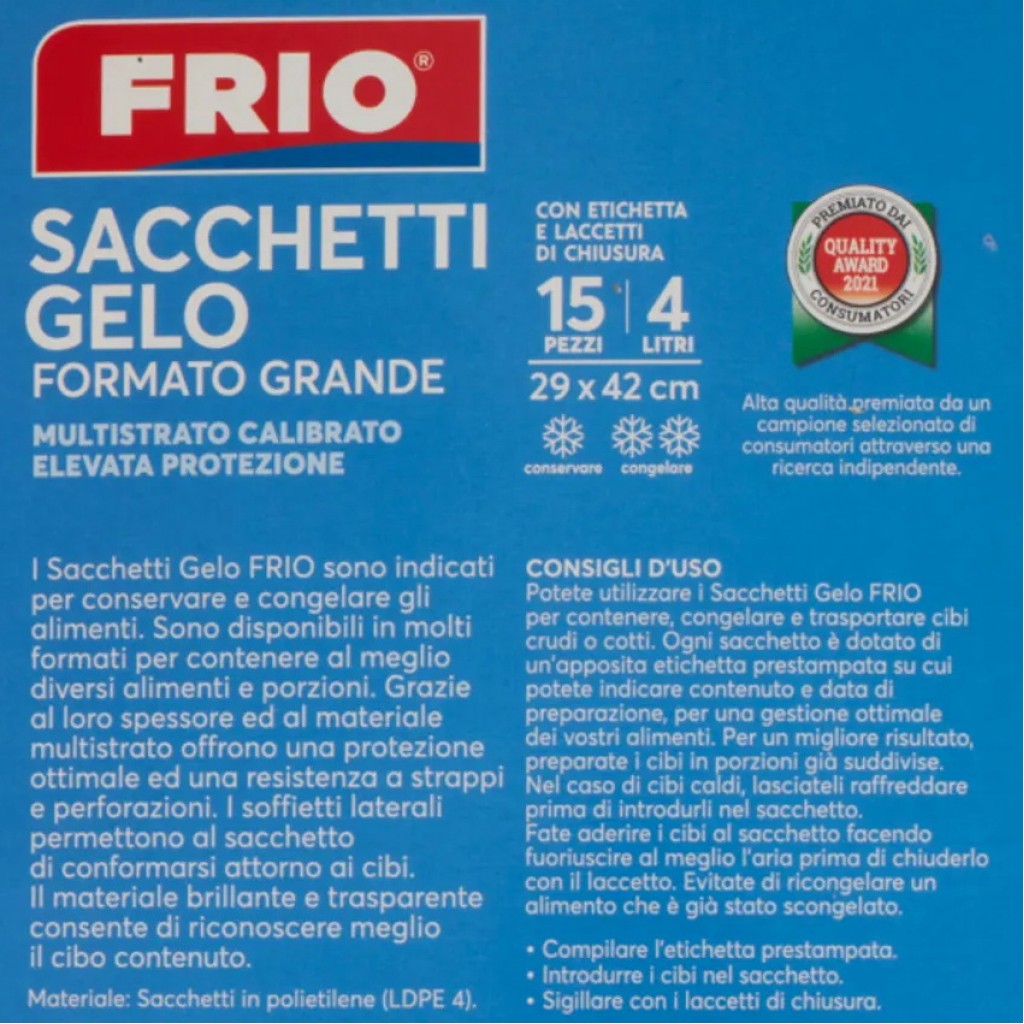 FRIO®
SACCHETTI
GELO
FORMATO GRANDE
MULTISTRATO CALIBRATO
ELEVATA PROTEZIONE
CON ETICHETTA
E LACCETTI
DI CHIUSURA
15 4
PEZZI LITRI
29 x 42 cm
conservare congelare
PREMIATO DAI
QUALITY
AWARD
2021
CONSUMATORI
Alta qualità premiata da un
campione selezionato di
consumatori attraverso una
ricerca indipendente.
I Sacchetti Gelo FRIO sono indicati
per conservare e congelare gli
alimenti. Sono disponibili in molti
formati per contenere al meglio
diversi alimenti e porzioni. Grazie
al loro spessore ed al materiale
multistrato offrono una protezione
ottimale ed una resistenza a strappi
e perforazioni. I soffietti laterali
permettono al sacchetto
di conformarsi attorno ai cibi.
Il materiale brillante e trasparente
consente di riconoscere meglio
il cibo contenuto.
Materiale: Sacchetti in polietilene (LDPE 4).
CONSIGLI D'USO
Potete utilizzare i Sacchetti Gelo FRIO
per contenere, congelare e trasportare cibi
crudi o cotti. Ogni sacchetto è dotato di
un'apposita etichetta prestampata su cui
potete indicare contenuto e data di
preparazione, per una gestione ottimale
dei vostri alimenti. Per un migliore risultato,
preparate i cibi in porzioni già suddivise.
Nel caso di cibi caldi, lasciateli raffreddare
prima di introdurli nel sacchetto.
Fate aderire i cibi al sacchetto facendo
fuoriuscire al meglio l'aria prima di chiuderlo
con il laccetto. Evitate di ricongelare un
alimento che è già stato scongelato.
• Compilare l'etichetta prestampata.
• Introdurre i cibi nel sacchetto.
• Sigillare con i laccetti di chiusura.